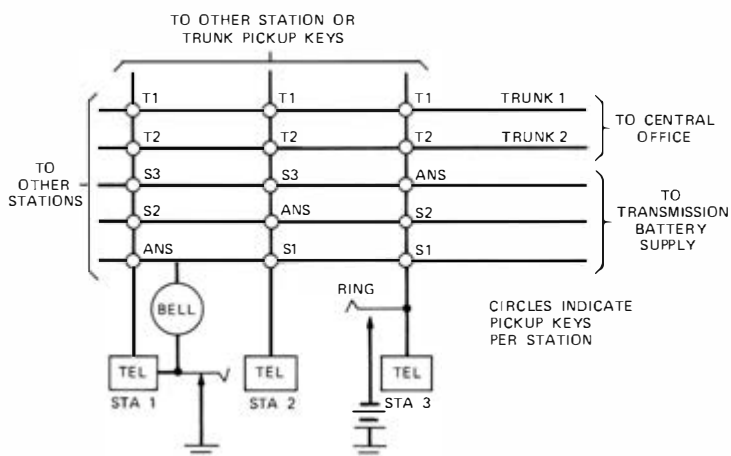 TO OTHER STATION OR
TRUNK PICKUP KEYS
T1 T1 T1 TRUNK 1
T2 T2 T2 TRUNK 2
TO CENTRAL
OFFICE
TO
OTHER
STATIONS
S3 S3 ANS
S2 ANS S2
ANS S1 S1
TO
TRANSMISSION
BATTERY
SUPPLY
BELL
RING
CIRCLES INDICATE
PICKUP KEYS
PER STATION
TEL TEL TEL
STA 1 STA 2 STA 3